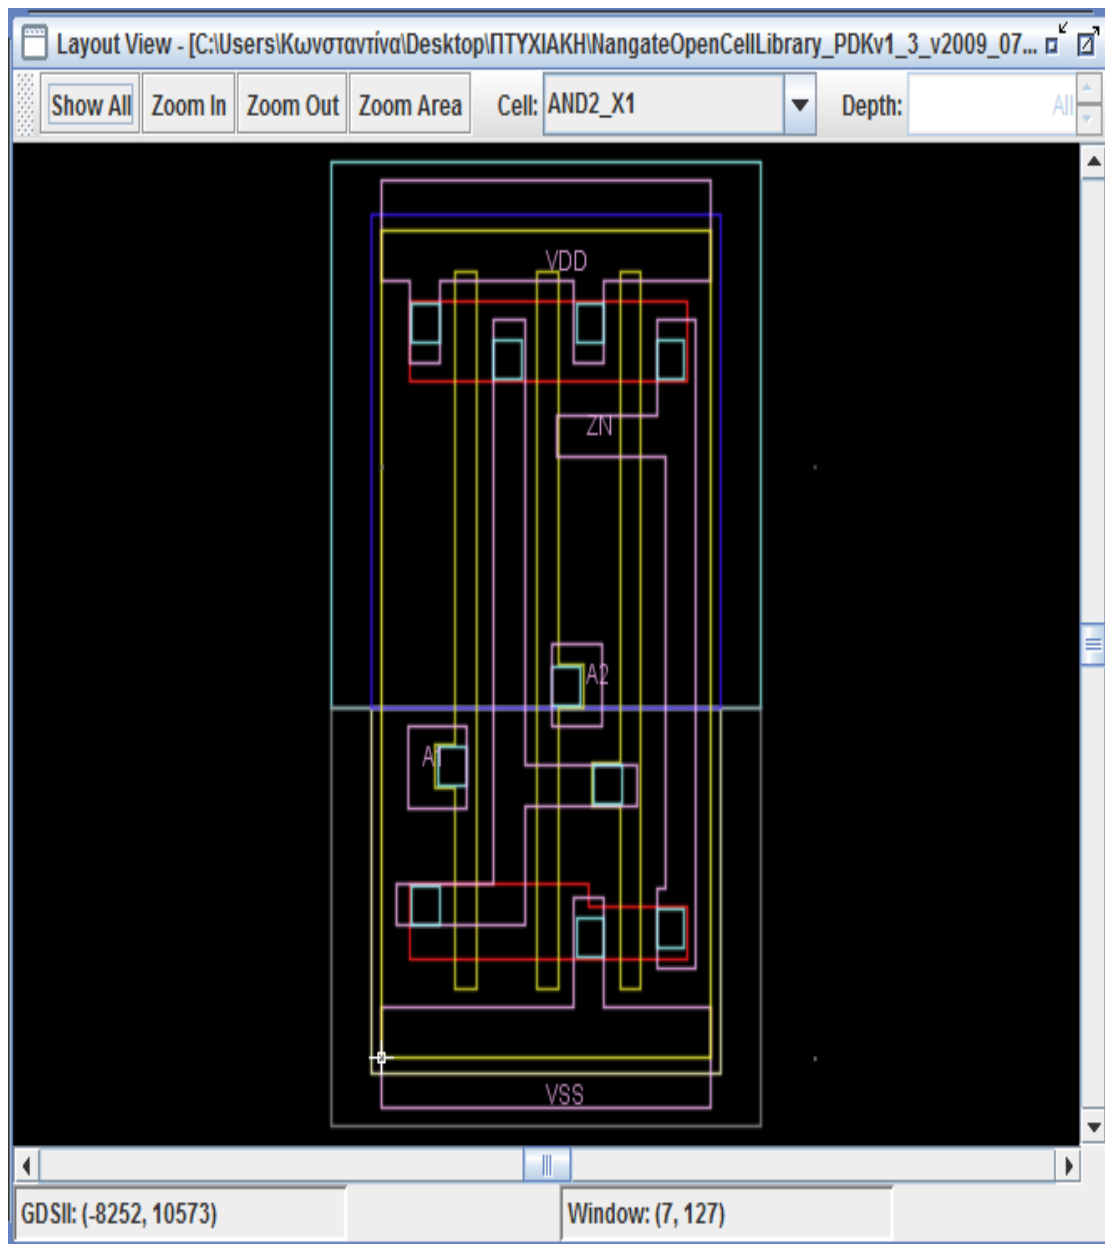 Layout View - [C:\Users\Κωνσταντίνα\Desktop\ΠΤΥΧΙΑΚΗ\NangateOpenCellLibrary_PDKv1_3_v2009_07...
Show All Zoom In Zoom Out Zoom Area Cell: AND2_X1 Depth: All
VDD
ZN
A2
A1
VSS
GDSII: (-8252, 10573) Window: (7, 127)